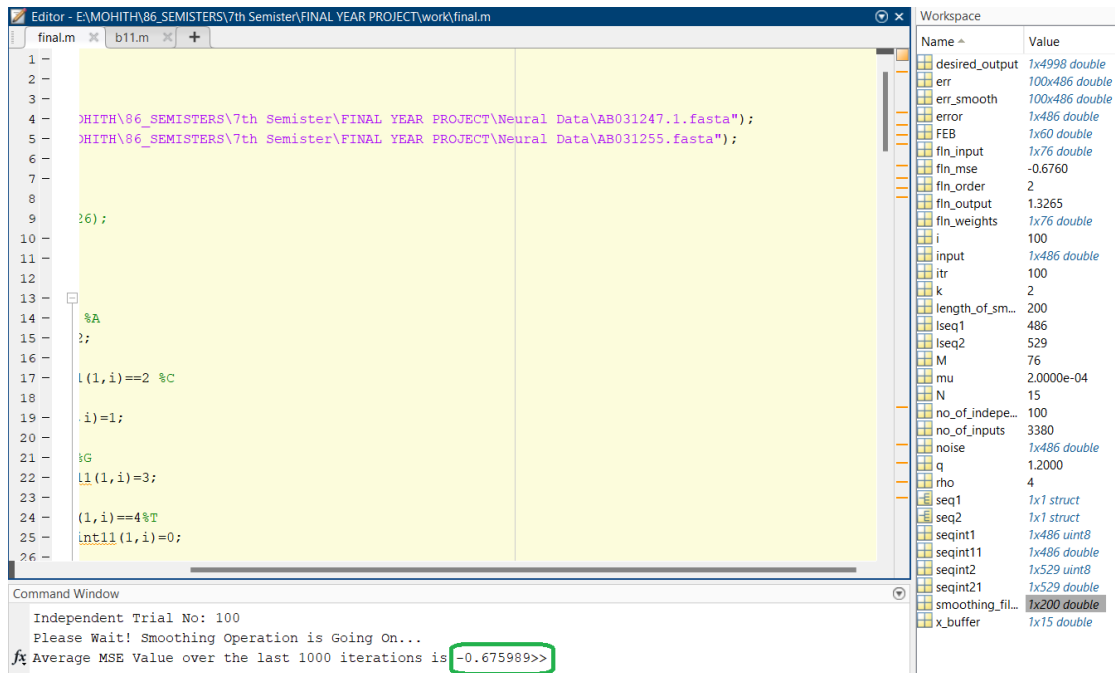 Editor - E:\MOHITH\86_SEMISTERS\7th Semister\FINAL YEAR PROJECT\work\final.m
final.m b11.m
1
2
3
4 OHITH\86_SEMISTERS\7th Semister\FINAL YEAR PROJECT\Neural Data\AB031247.1.fasta");
5 OHITH\86_SEMISTERS\7th Semister\FINAL YEAR PROJECT\Neural Data\AB031255.fasta");
6
7
8
9 26);
10
11
12
13
14 %A
15 2;
16
17 1(1,i)==2 %C
18
19 i)=1;
20
21 %G
22 11(1,i)=3;
23
24 (1,i)==4%T
25 int11(1,i)=0;
26
Command Window
Independent Trial No: 100
Please Wait! Smoothing Operation is Going On...
fx Average MSE Value over the last 1000 iterations is -0.675989>>
Workspace
Name Value
desired_output 1x4998 double
err 100x486 double
err_smooth 100x486 double
error 1x486 double
FEB 1x60 double
fln_input 1x76 double
fln_mse -0.6760
fln_order 2
fln_output 1.3265
fln_weights 1x76 double
i 100
input 1x486 double
itr 100
k 2
length_of_sm... 200
lseq1 486
lseq2 529
M 76
mu 2.0000e-04
N 15
no_of_indepe... 100
no_of_inputs 3380
noise 1x486 double
q 1.2000
rho 4
seq1 1x1 struct
seq2 1x1 struct
seqint1 1x486 uint8
seqint11 1x486 double
seqint2 1x529 uint8
seqint21 1x529 double
smoothing_fil... 1x200 double
x_buffer 1x15 double